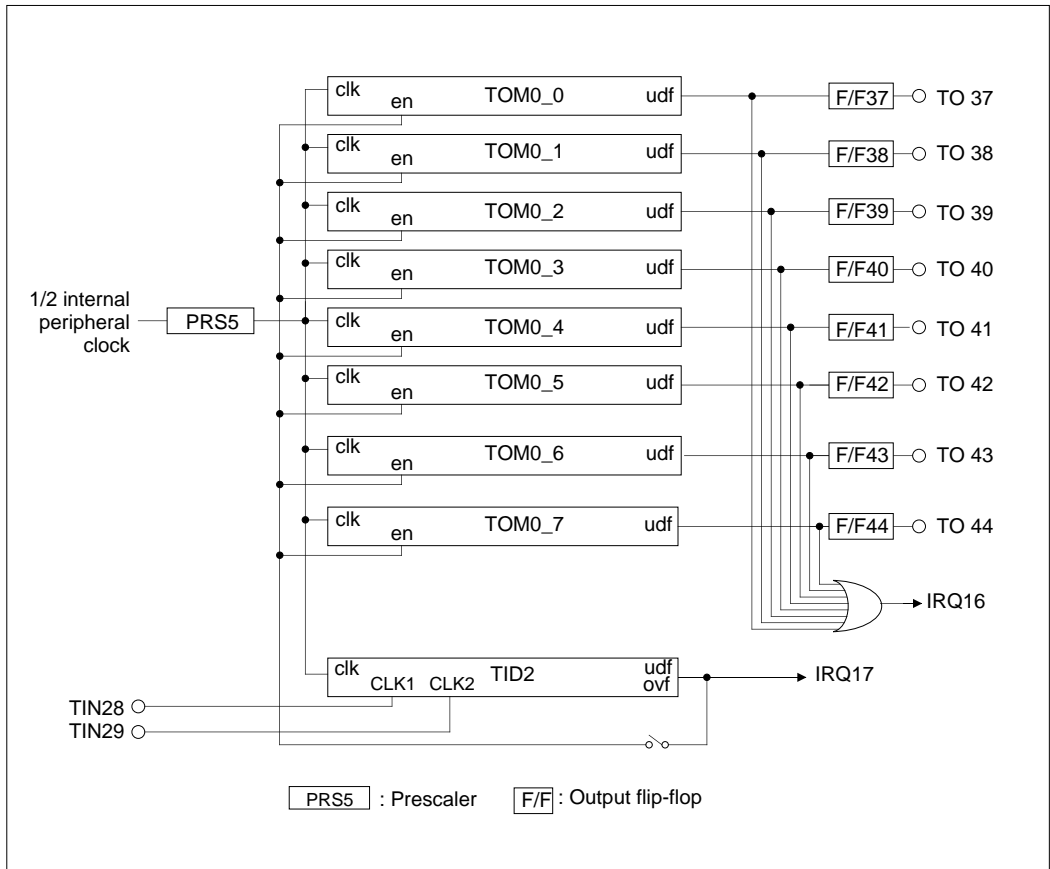 clk en TOM0_0 udf F/F37 TO 37
clk en TOM0_1 udf F/F38 TO 38
clk en TOM0_2 udf F/F39 TO 39
clk en TOM0_3 udf F/F40 TO 40
1/2 internal
peripheral
clock
PRS5
clk en TOM0_4 udf F/F41 TO 41
clk en TOM0_5 udf F/F42 TO 42
clk en TOM0_6 udf F/F43 TO 43
clk en TOM0_7 udf F/F44 TO 44
IRQ16
clk CLK1 CLK2 TID2 udf
ovf
IRQ17
TIN28
TIN29
PRS5 : Prescaler F/F : Output flip-flop